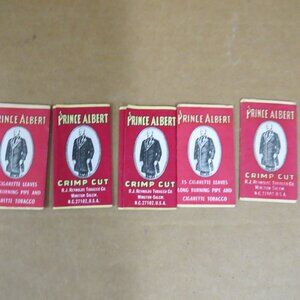 PRINCE ALBERT
CIGARETTE LEAVES
BURNING PIPE AND
TOBACCO
PRINCE ALBERT
CRIMP CUT
R.J. REYNOLDS TOBACCO CO.
WINSTON-SALEM,
N.C. 27102, U.S.A.
PRINCE ALBERT
CRIMP CUT
R.J. REYNOLDS TOBACCO CO.
WINSTON-SALEM,
N.C. 27102, U.S.A.
PRINCE ALBERT
CIGARETTE LEAVES
LONG BURNING PIPE AND
CIGARETTE TOBACCO
PRINCE ALBERT
CRIMP CUT
R.J. REYNOLDS TOBACCO CO.
WINSTON-SALEM,
N.C. 27102, U.S.A.